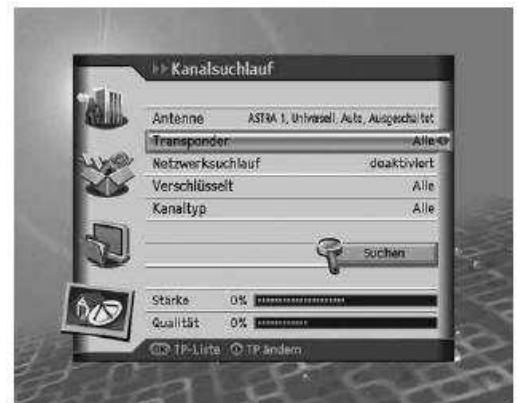 Kanalsuchlauf
Antenne ASTRA 1, Universell, Auto, Ausgeschaltet
Transponder Alle
Netzwerksuchlauf deaktiviert
Verschlüsselt Alle
Kanaltyp Alle
Suchen
Stärke 0%
Qualität 0%
OK TP-Liste TP ändern